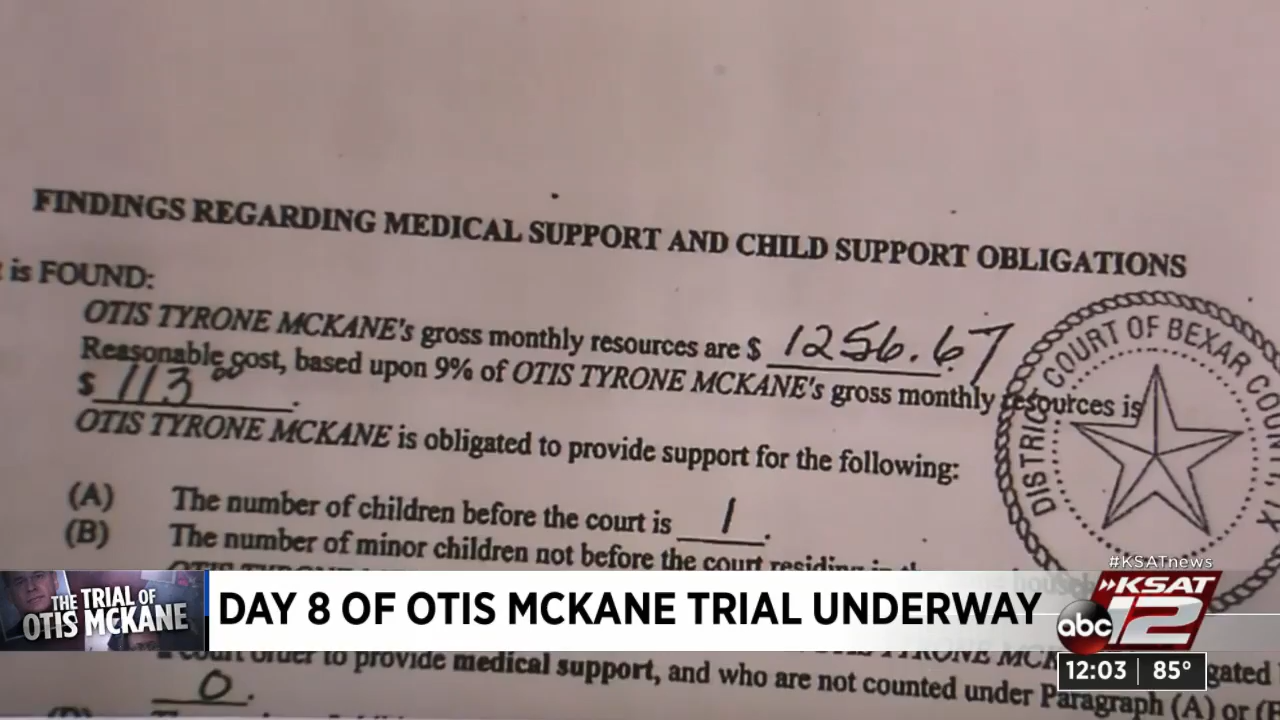 FINDINGS REGARDING MEDICAL SUPPORT AND CHILD SUPPORT OBLIGATIONS
is FOUND:
OTIS TYRONE MCKANE's gross monthly resources are $ 1256.67
Reasonable cost, based upon 9% of OTIS TYRONE MCKANE's gross monthly resources is
$ 113 00.
OTIS TYRONE MCKANE is obligated to provide support for the following:
(A) The number of children before the court is 1.
(B) The number of minor children not before the court residing in
DISTRICT COURT OF BEXAR COUNTY, TX
#KSATnews
THE TRIAL OF
OTIS MCKANE
DAY 8 OF OTIS MCKANE TRIAL UNDERWAY
abc
KSAT
12
12:03 85°
a court order to provide medical support, and who are not counted under Paragraph (A) or
0.